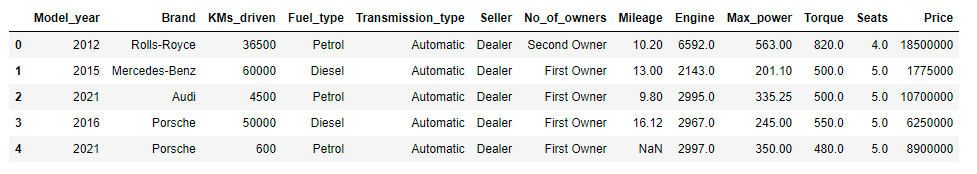 Model_year Brand KMs_driven Fuel_type Transmission_type Seller No_of_owners Mileage Engine Max_power Torque Seats Price
0 2012 Rolls-Royce 36500 Petrol Automatic Dealer Second Owner 10.20 6592.0 563.00 820.0 4.0 18500000
1 2015 Mercedes-Benz 60000 Diesel Automatic Dealer First Owner 13.00 2143.0 201.10 500.0 5.0 1775000
2 2021 Audi 4500 Petrol Automatic Dealer First Owner 9.80 2995.0 335.25 500.0 5.0 10700000
3 2016 Porsche 50000 Diesel Automatic Dealer First Owner 16.12 2967.0 245.00 550.0 5.0 6250000
4 2021 Porsche 600 Petrol Automatic Dealer First Owner NaN 2997.0 350.00 480.0 5.0 8900000